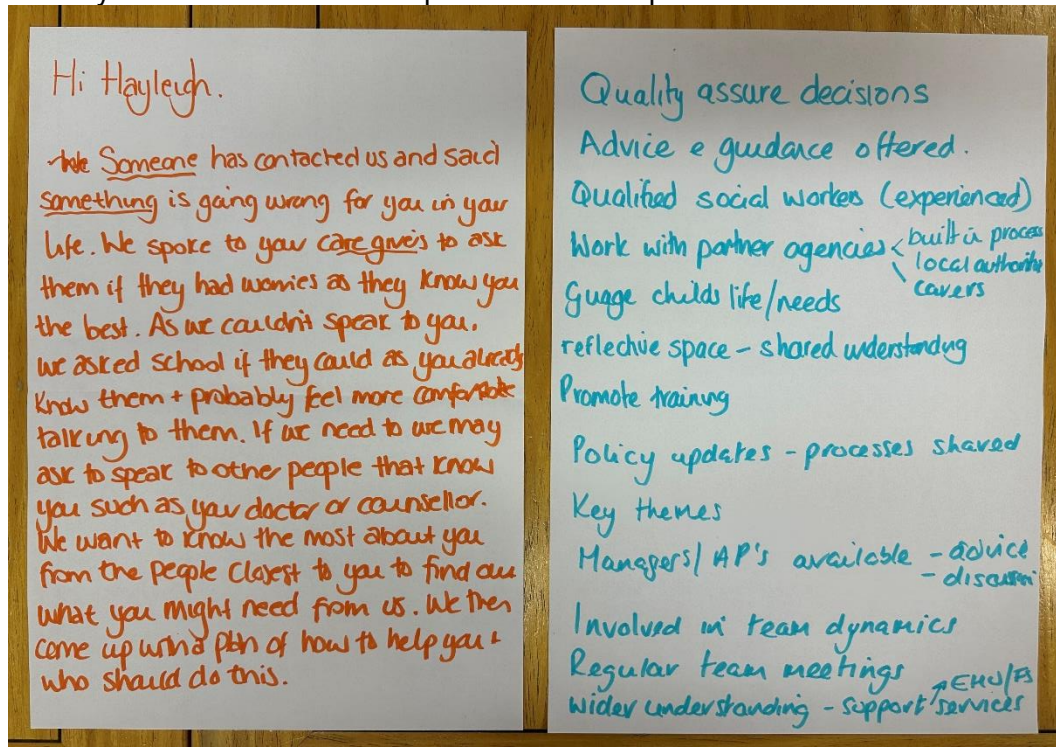 Hi Hayleigh.
Someone has contacted us and said
something is going wrong for you in your
life. We spoke to your care givers to ask
them if they had worries as they know you
the best. As we couldn't speak to you,
we asked school if they could as you already
know them + probably feel more comfortable
talking to them. If we need to we may
ask to speak to other people that know
you such as your doctor or counsellor.
We want to know the most about you
from the people closest to you to find out
what you might need from us. We then
come up with a plan of how to help you +
who should do this.
Quality assure decisions
Advice & guidance offered.
Qualified social workers (experienced)
Work with partner agencies
built in process
local authority
carers
Guage childs life/needs
reflective space - shared understanding
Promote training
Policy updates - processes shared
Key themes
Managers/AP's available - advice
- discussion
Involved in team dynamics
Regular team meetings
wider understanding - support services